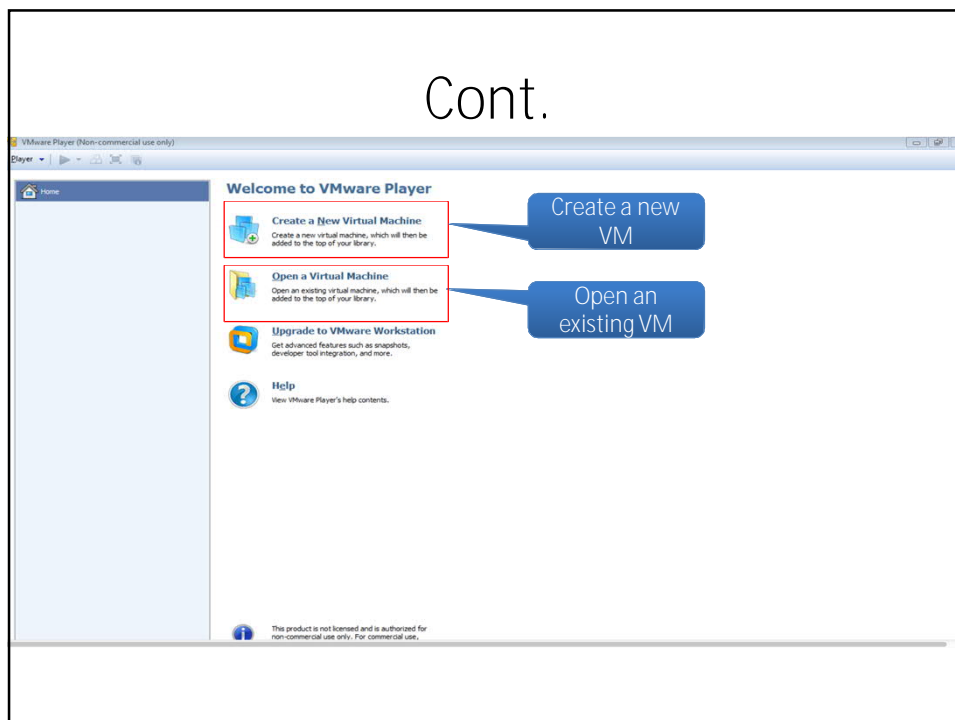 Cont.
VMware Player (Non-commercial use only)
Player
Home
Welcome to VMware Player
Create a New Virtual Machine
Create a new virtual machine, which will then be
added to the top of your library.
Create a new
VM
Open a Virtual Machine
Open an existing virtual machine, which will then be
added to the top of your library.
Open an
existing VM
Upgrade to VMware Workstation
Get advanced features such as snapshots,
developer tool integration, and more.
Help
View VMware Player's help contents.
This product is not licensed and is authorized for
non-commercial use only. For commercial use,